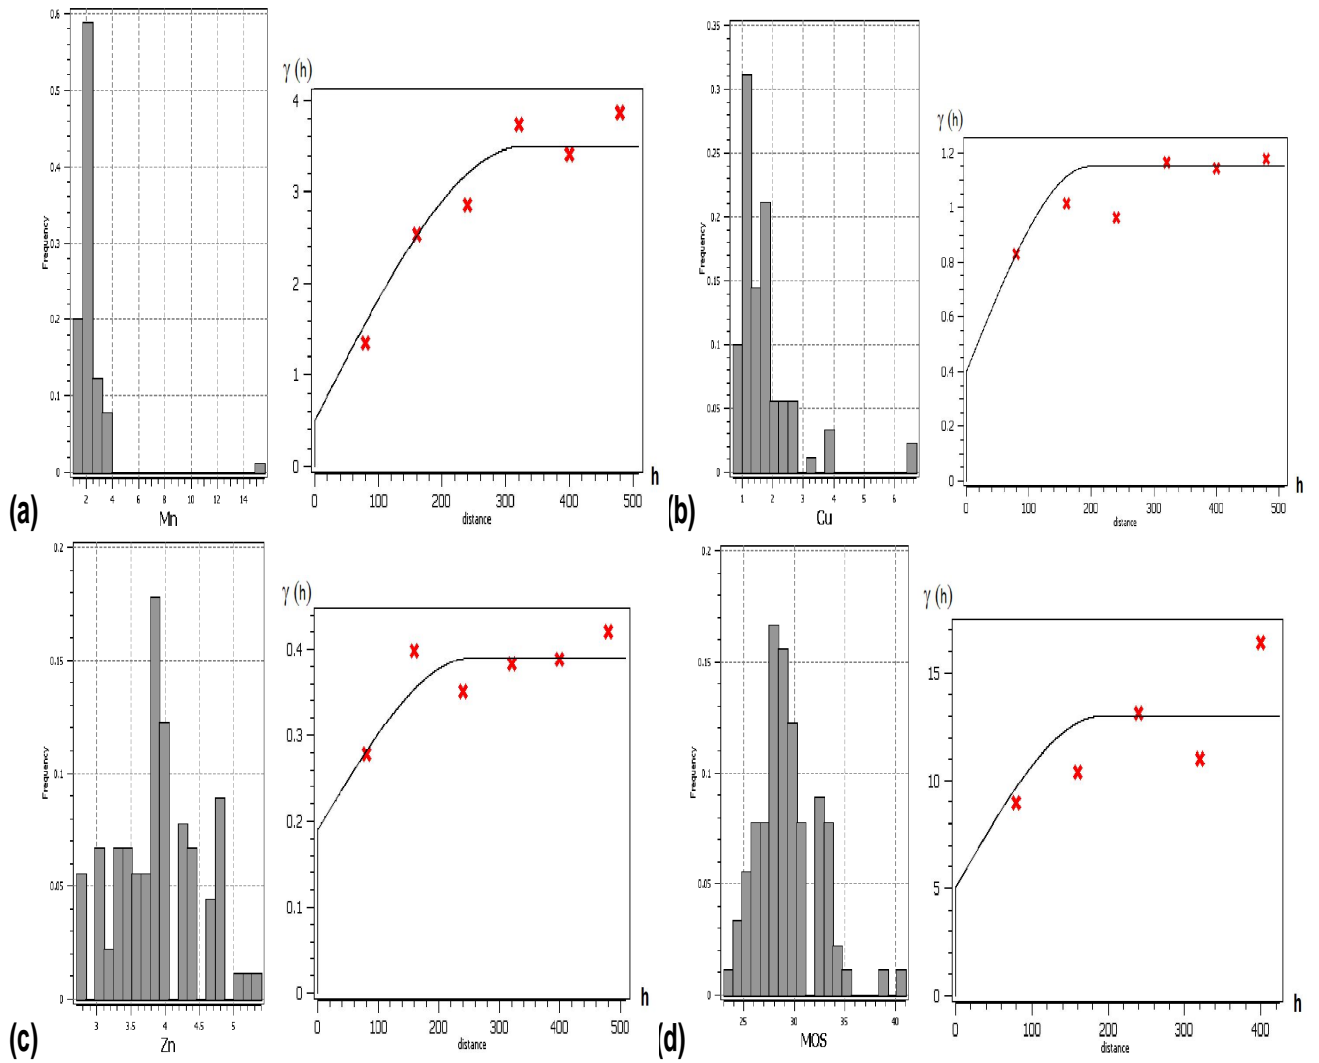 0.6
0.5
0.4
0.3
0.2
0.1
0
Frequency
2 4 6 8 10 12 14
Mn
(a)
γ (h)
4
3
2
1
0
0 100 200 300 400 500
distance
h
0.35
0.3
0.25
0.2
0.15
0.1
0.05
0
Frequency
1 2 3 4 5 6
Cu
(b)
γ (h)
1.2
1
0.8
0.6
0.4
0.2
0
0 100 200 300 400 500
distance
h
0.2
0.15
0.1
0.05
0
Frequency
3 3.5 4 4.5 5
Zn
(c)
γ (h)
0.4
0.3
0.2
0.1
0
0 100 200 300 400 500
distance
h
0.2
0.15
0.1
0.05
0
Frequency
25 30 35 40
MOS
(d)
γ (h)
15
10
5
0
0 100 200 300 400
distance
h